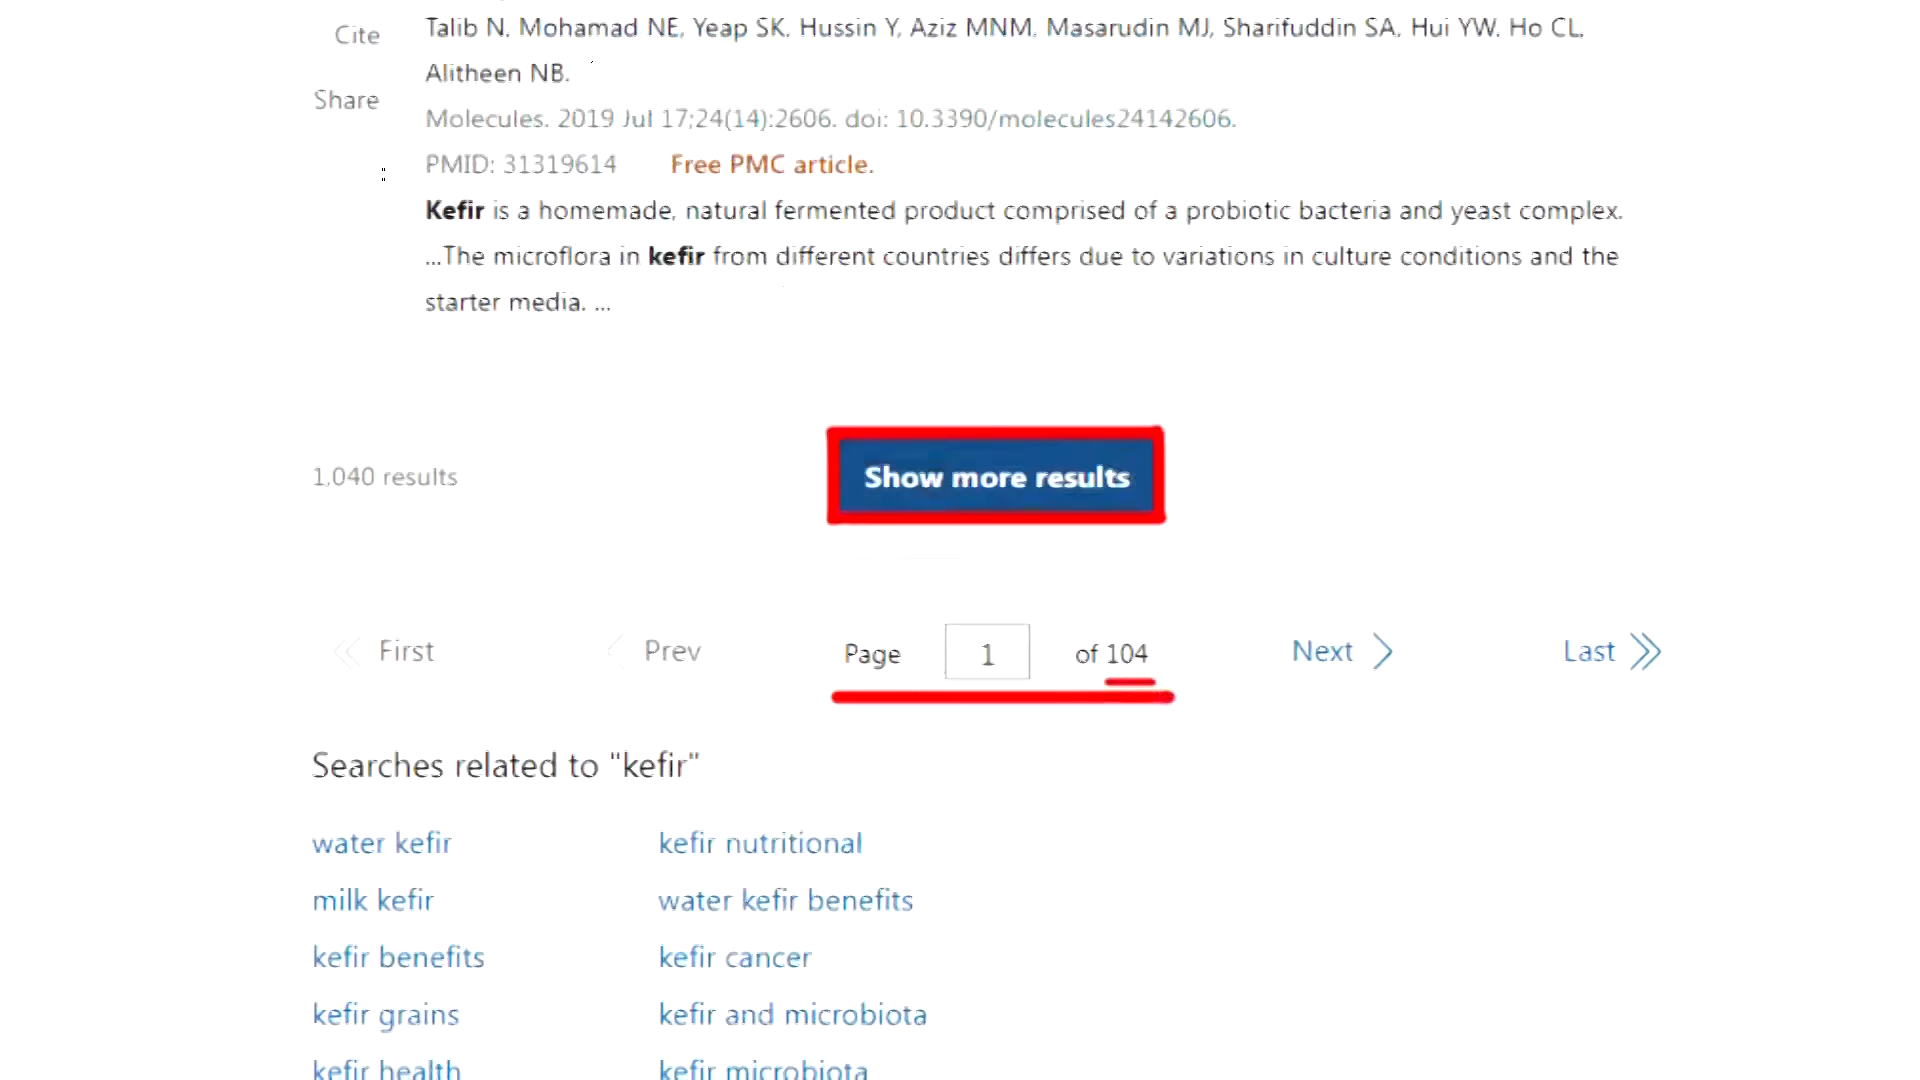 Cite
Talib N, Mohamad NE, Yeap SK, Hussin Y, Aziz MNM, Masarudin MJ, Sharifuddin SA, Hui YW, Ho CL,
Alitheen NB.
Share
Molecules. 2019 Jul 17;24(14):2606. doi: 10.3390/molecules24142606.
PMID: 31319614 Free PMC article.
Kefir is a homemade, natural fermented product comprised of a probiotic bacteria and yeast complex.
...The microflora in kefir from different countries differs due to variations in culture conditions and the
starter media. ...
1,040 results
Show more results
First Prev Page 1 of 104 Next Last
Searches related to "kefir"
water kefir kefir nutritional
milk kefir water kefir benefits
kefir benefits kefir cancer
kefir grains kefir and microbiota
kefir health kefir microbiota